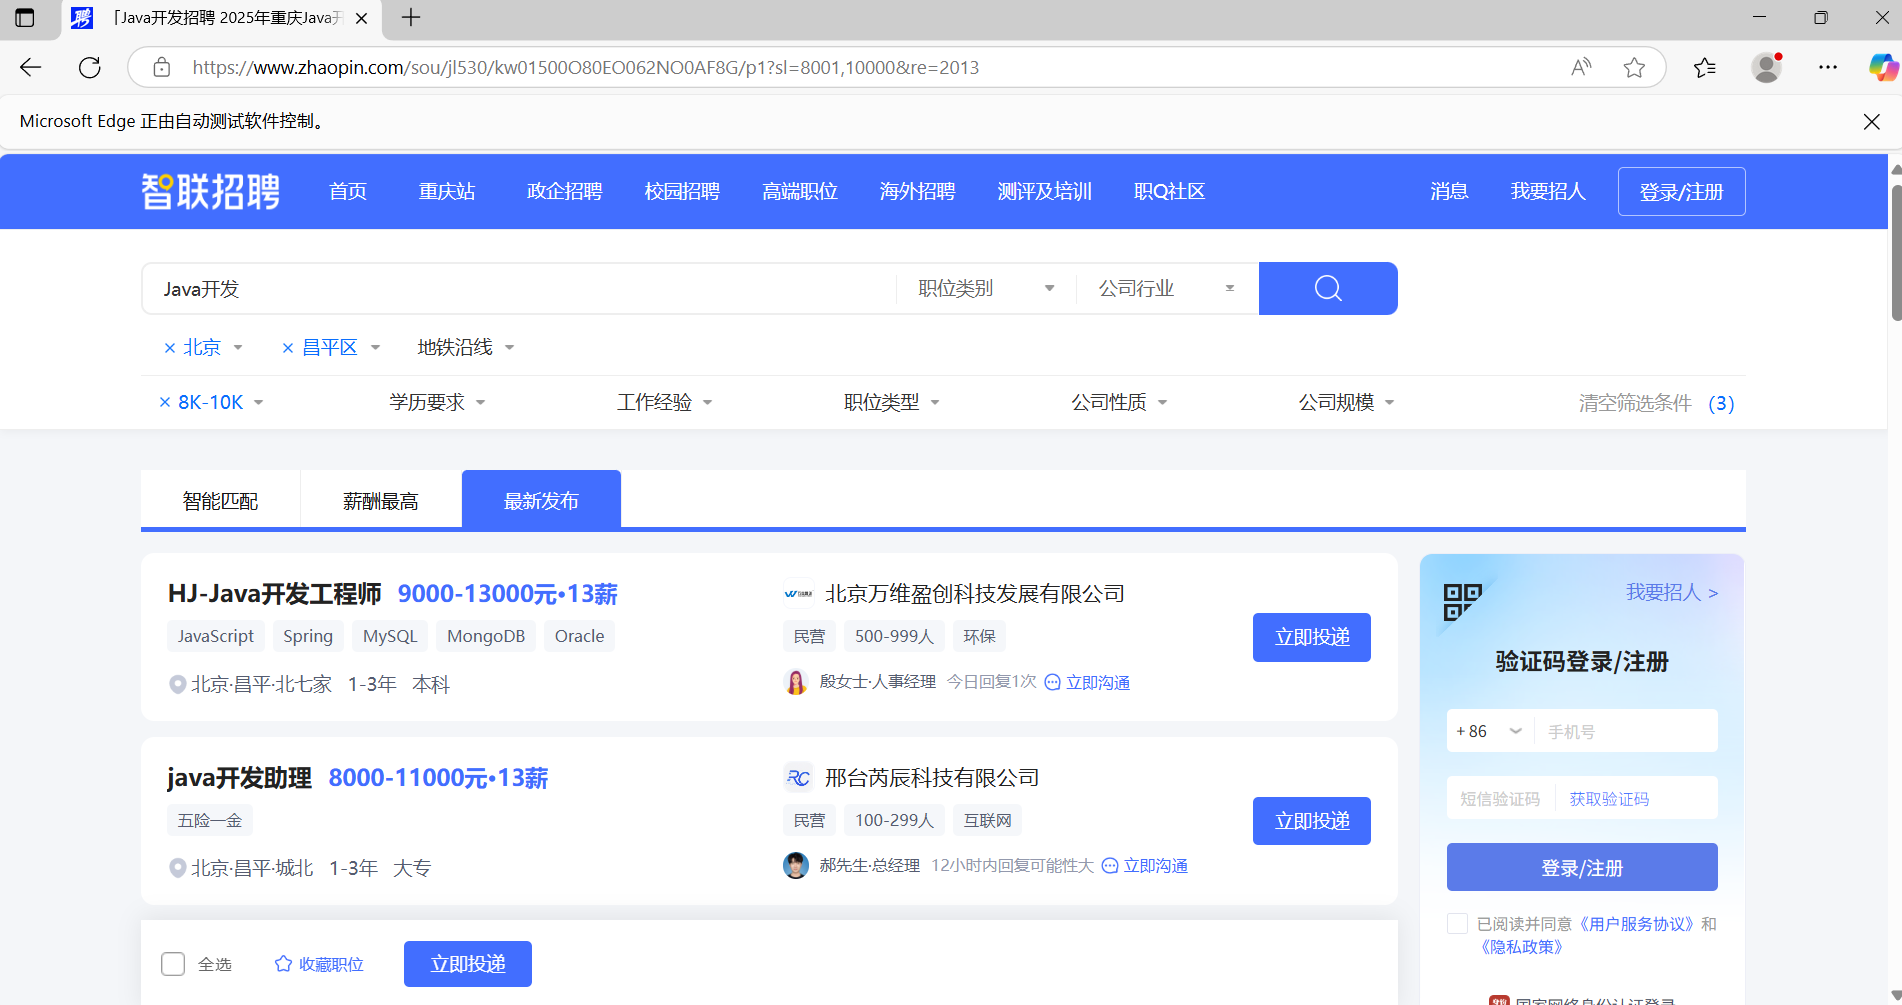 「Java开发招聘 2025年重庆Java开
https://www.zhaopin.com/sou/jl530/kw01500O80EO062NO0AF8G/p1?sl=8001,10000&re=2013
Microsoft Edge 正由自动测试软件控制。
智联招聘 首页 重庆站 政企招聘 校园招聘 高端职位 海外招聘 测评及培训 职Q社区 消息 我要招人 登录/注册
Java开发 职位类别 公司行业
× 北京 × 昌平区 地铁沿线
× 8K-10K 学历要求 工作经验 职位类型 公司性质 公司规模 清空筛选条件 (3)
智能匹配 薪酬最高 最新发布
HJ-Java开发工程师 9000-13000元·13薪
JavaScript Spring MySQL MongoDB Oracle
北京·昌平·北七家 1-3年 本科
北京万维盈创科技发展有限公司
民营 500-999人 环保
殷女士·人事经理 今日回复1次 立即沟通
立即投递
java开发助理 8000-11000元·13薪
五险一金
北京·昌平·城北 1-3年 大专
RC 邢台芮辰科技有限公司
民营 100-299人 互联网
郝先生·总经理 12小时内回复可能性大 立即沟通
立即投递
全选 收藏职位 立即投递
我要招人 >
验证码登录/注册
+ 86 手机号
短信验证码 获取验证码
登录/注册
已阅读并同意《用户服务协议》和
《隐私政策》
国家网络身份认证登录